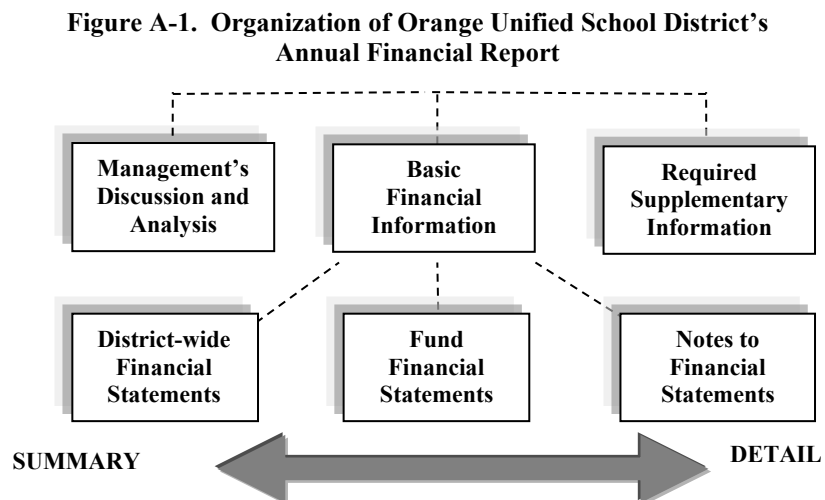 Figure A-1. Organization of Orange Unified School District's
Annual Financial Report
Management's
Discussion and
Analysis
Basic
Financial
Information
Required
Supplementary
Information
District-wide
Financial
Statements
Fund
Financial
Statements
Notes to
Financial
Statements
SUMMARY
DETAIL